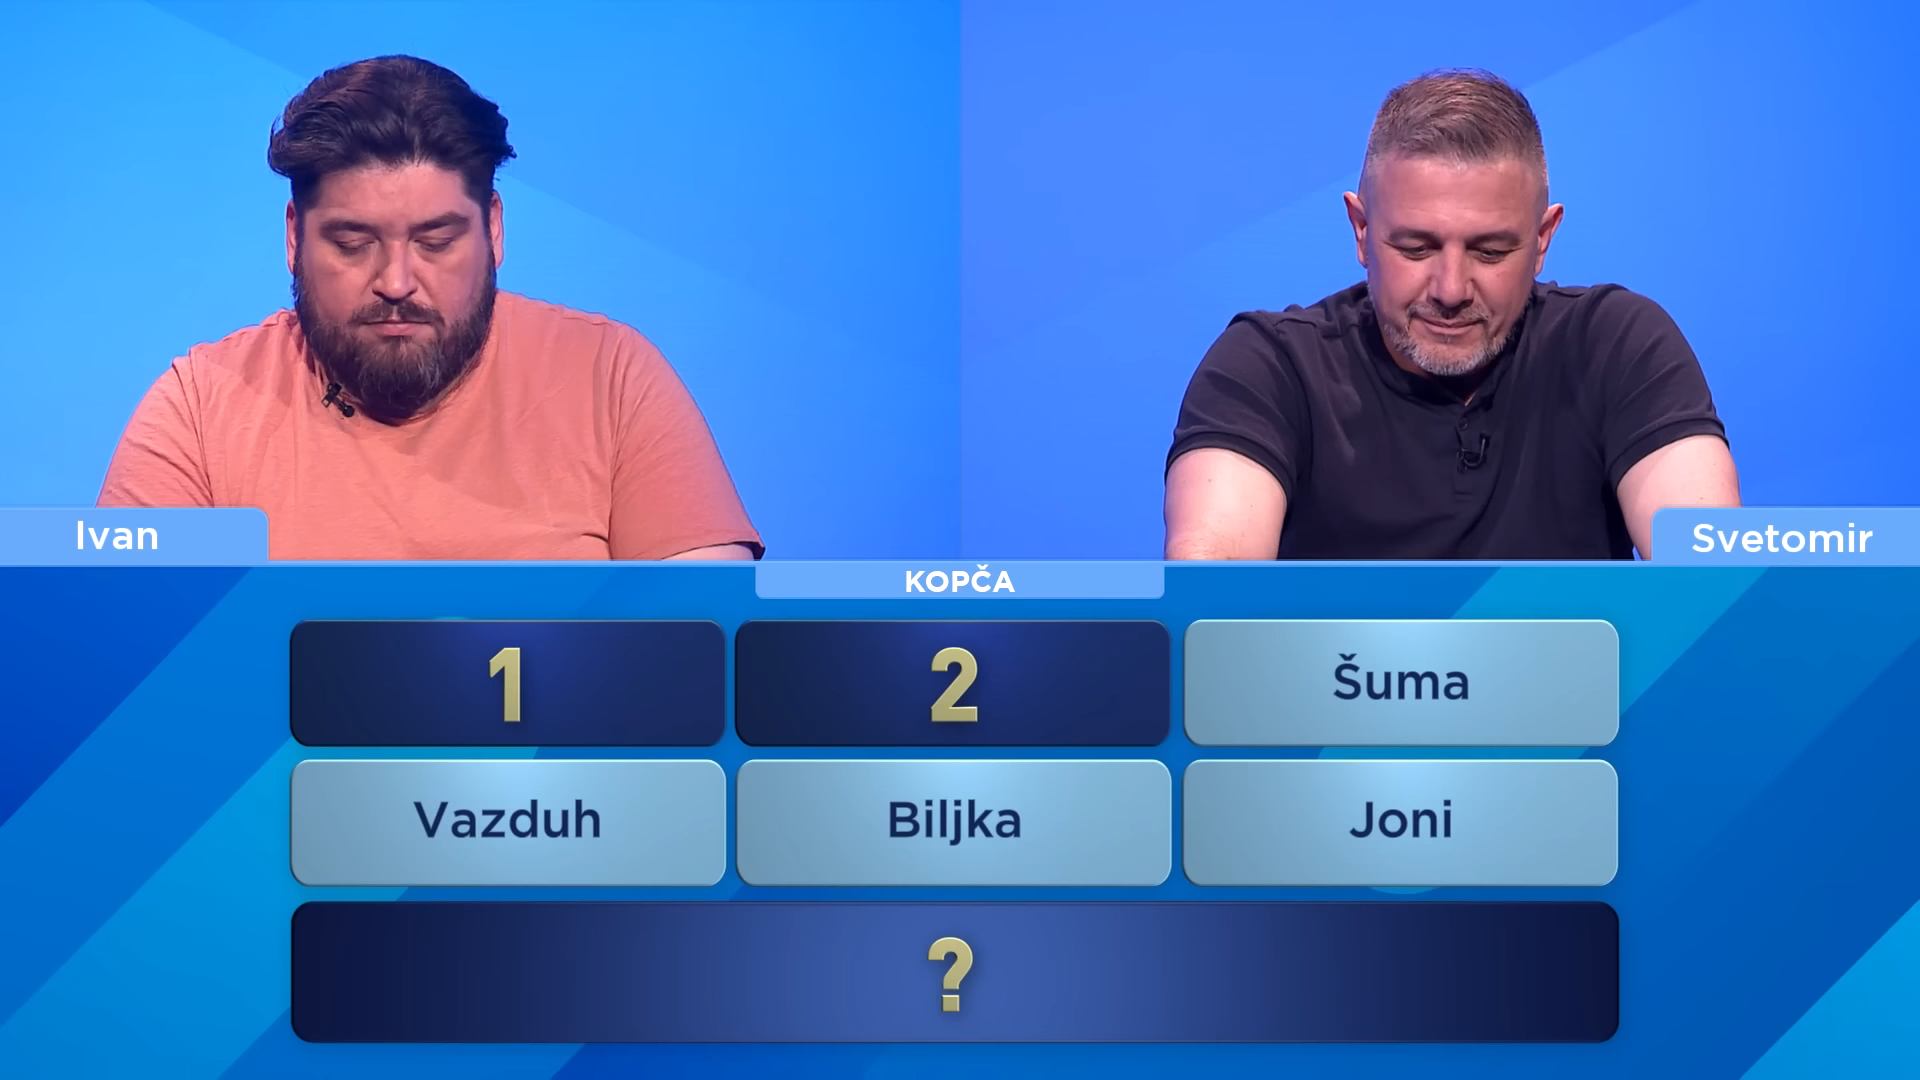 Ivan
Svetomir
KOPČA
1
2
Šuma
Vazduh
Biljka
Joni
?